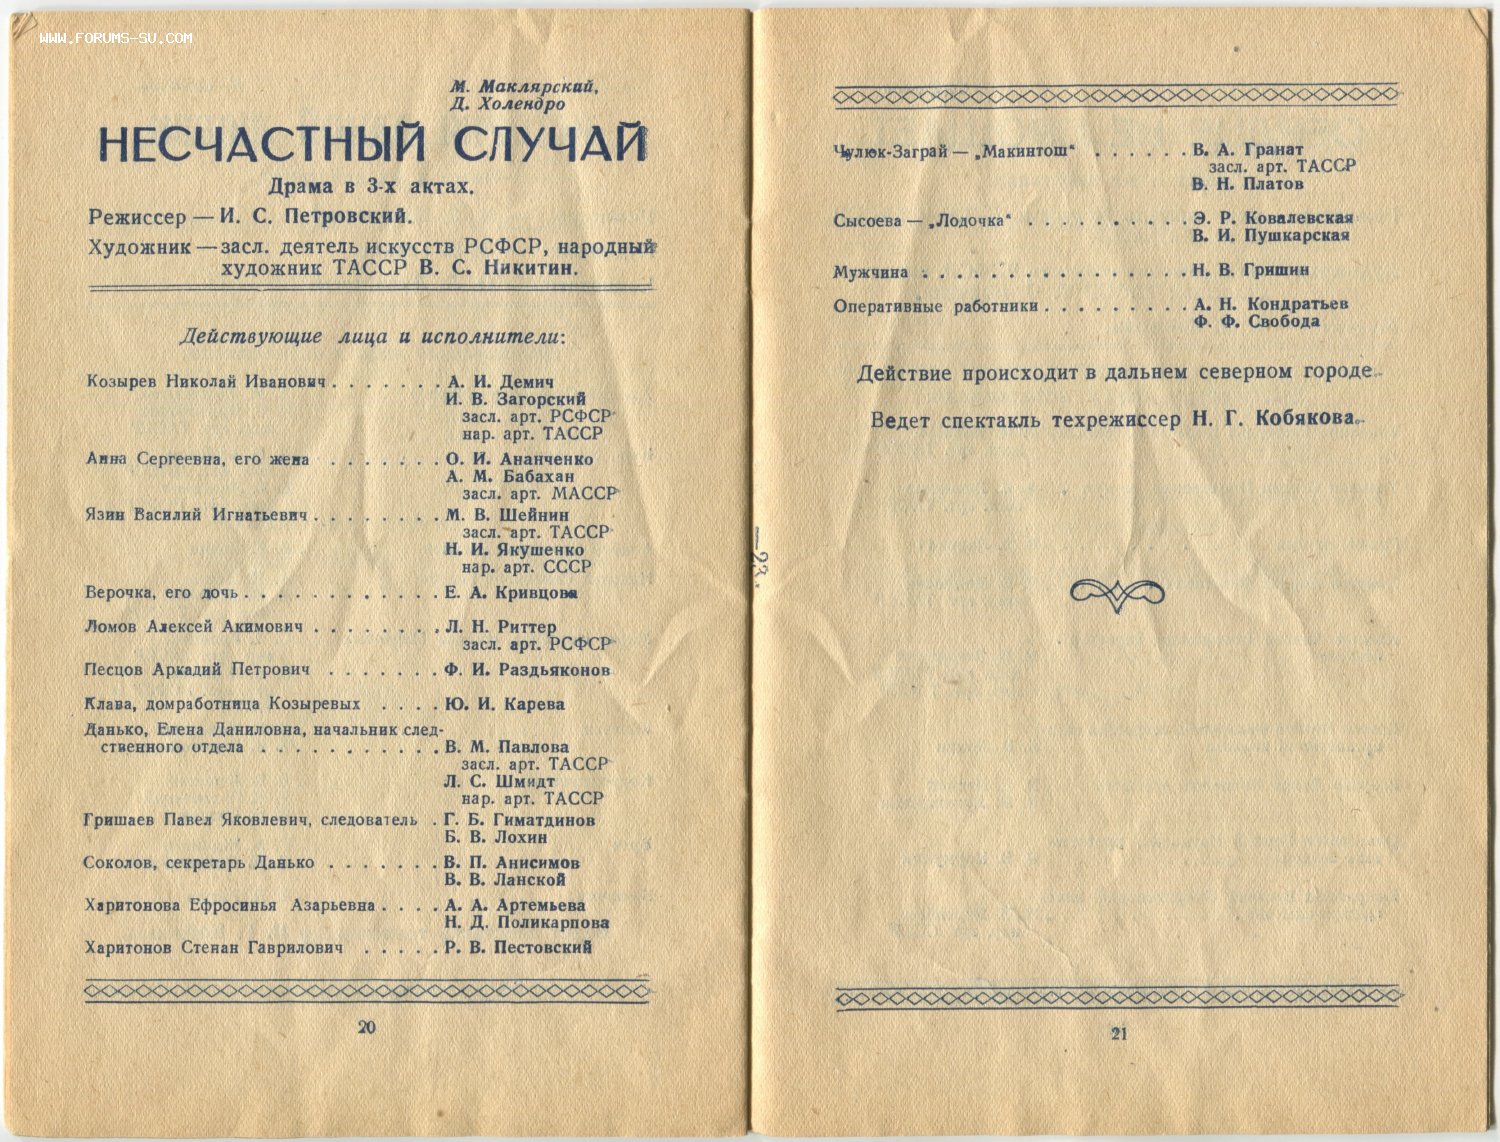 WWW.FORUMS-SU.COM
М. Маклярский,
Д. Холендро
НЕСЧАСТНЫЙ СЛУЧАЙ
Драма в 3-х актах.
Режиссер — И. С. Петровский.
Художник — засл. деятель искусств РСФСР, народный
художник ТАССР В. С. Никитин.
Действующие лица и исполнители:
Козырев Николай Иванович . . . . . . . А. И. Демич
И. В. Загорский
засл. арт. РСФСР
нар. арт. ТАССР
Анна Сергеевна, его жена . . . . . . . О. И. Ананченко
А. М. Бабахан
засл. арт. МАССР
Язин Василий Игнатьевич . . . . . . . . М. В. Шейнин
засл. арт. ТАССР
Н. И. Якушенко
нар. арт. СССР
Верочка, его дочь . . . . . . . . . . . . Е. А. Кривцова
Ломов Алексей Акимович . . . . . . . . Л. Н. Риттер
засл. арт. РСФСР
Песцов Аркадий Петрович . . . . . . . Ф. И. Раздьяконов
Клава, домработница Козыревых . . . . Ю. И. Карева
Данько, Елена Даниловна, начальник след-
ственного отдела . . . . . . . . . . . В. М. Павлова
засл. арт. ТАССР
Л. С. Шмидт
нар. арт. ТАССР
Гришаев Павел Яковлевич, следователь . Г. Б. Гиматдинов
Б. В. Лохин
Соколов, секретарь Данько . . . . . . . В. П. Анисимов
В. В. Ланской
Харитонова Ефросинья Азарьевна . . . . А. А. Артемьева
Н. Д. Поликарпова
Харитонов Степан Гаврилович . . . . . Р. В. Пестовский
20
Чулюк-Заграй — „Макинтош“ . . . . . . В. А. Гранат
засл. арт. ТАССР
В. Н. Платов
Сысоева — „Лодочка“ . . . . . . . . . . Э. Р. Ковалевская
В. И. Пушкарская
Мужчина . . . . . . . . . . . . . . . . Н. В. Гришин
Оперативные работники . . . . . . . . . А. Н. Кондратьев
Ф. Ф. Свобода
Действие происходит в дальнем северном городе.
Ведет спектакль техрежиссер Н. Г. Кобякова.
21